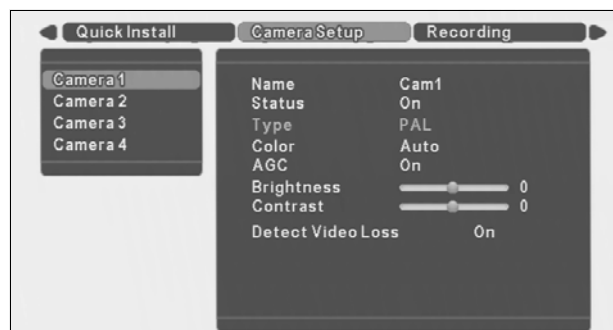 Quick Install Camera Setup Recording
Camera 1
Camera 2
Camera 3
Camera 4
Name Cam1
Status On
Type PAL
Color Auto
AGC On
Brightness 0
Contrast 0
Detect Video Loss On